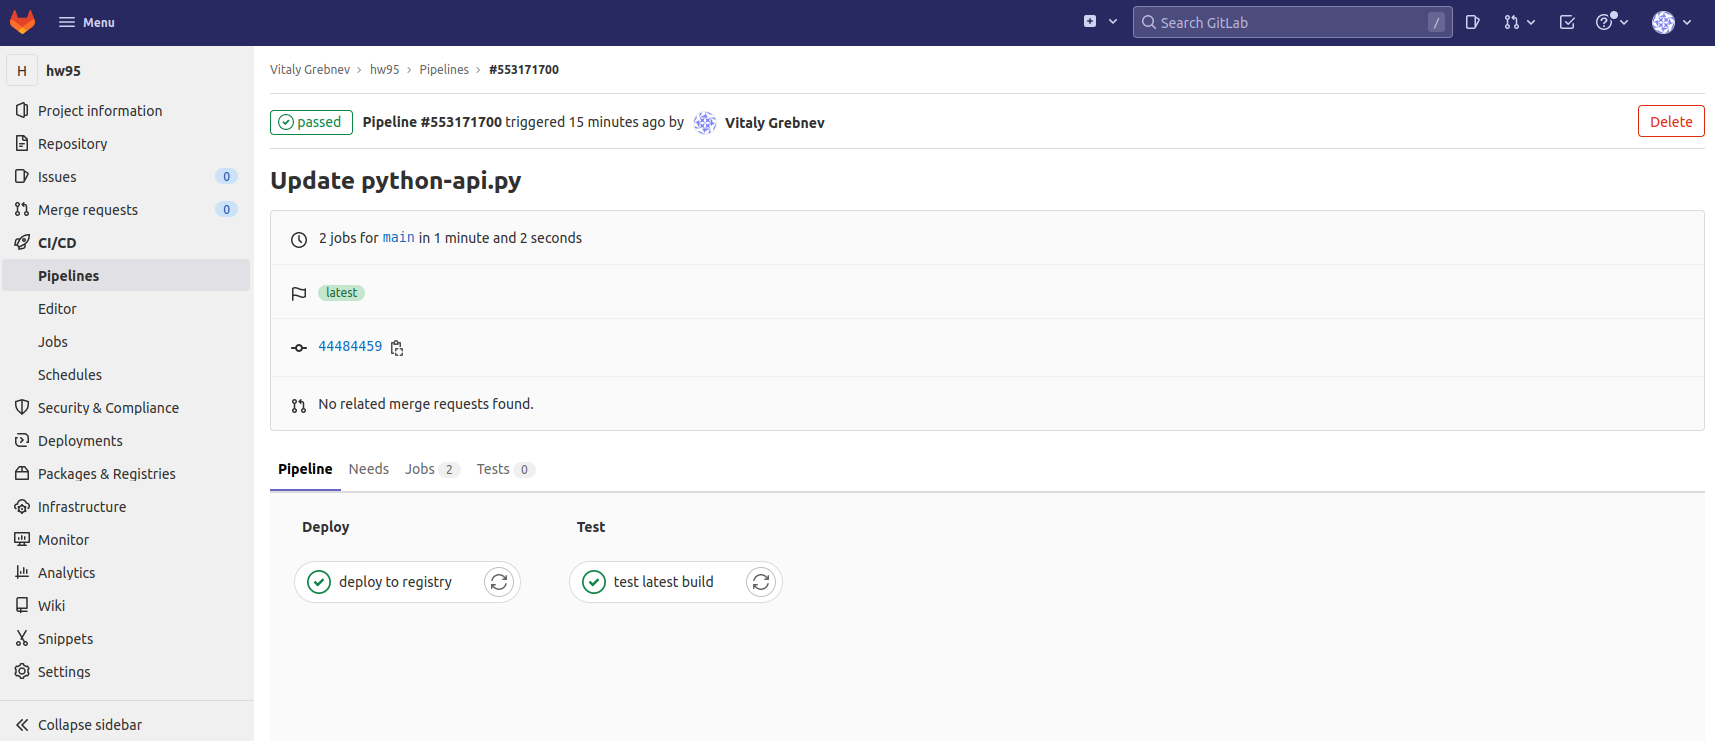 Menu
Search GitLab /
H hw95
Project information
Repository
Issues 0
Merge requests 0
CI/CD
Pipelines
Editor
Jobs
Schedules
Security & Compliance
Deployments
Packages & Registries
Infrastructure
Monitor
Analytics
Wiki
Snippets
Settings
Collapse sidebar
Vitaly Grebnev › hw95 › Pipelines › #553171700
passed Pipeline #553171700 triggered 15 minutes ago by Vitaly Grebnev Delete
Update python-api.py
2 jobs for main in 1 minute and 2 seconds
latest
44484459
No related merge requests found.
Pipeline Needs Jobs 2 Tests 0
Deploy Test
deploy to registry test latest build